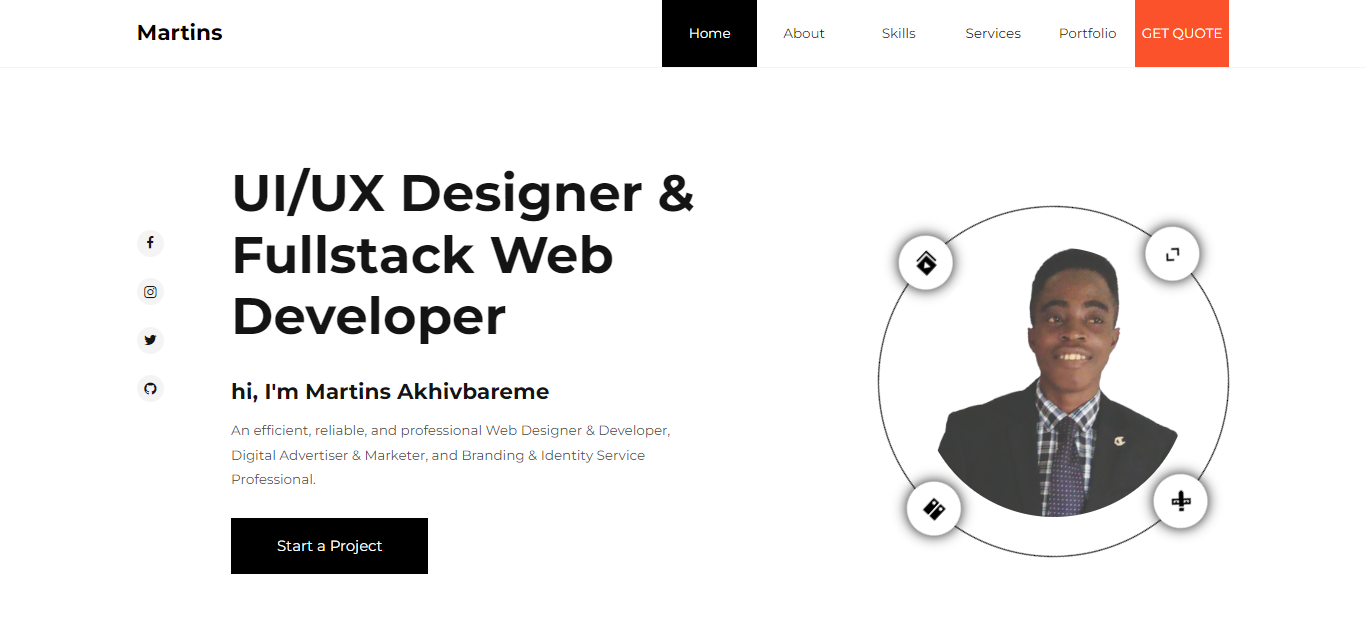 Martins
Home
About
Skills
Services
Portfolio
GET QUOTE
UI/UX Designer &
Fullstack Web
Developer
hi, I'm Martins Akhivbareme
An efficient, reliable, and professional Web Designer & Developer,
Digital Advertiser & Marketer, and Branding & Identity Service
Professional.
Start a Project